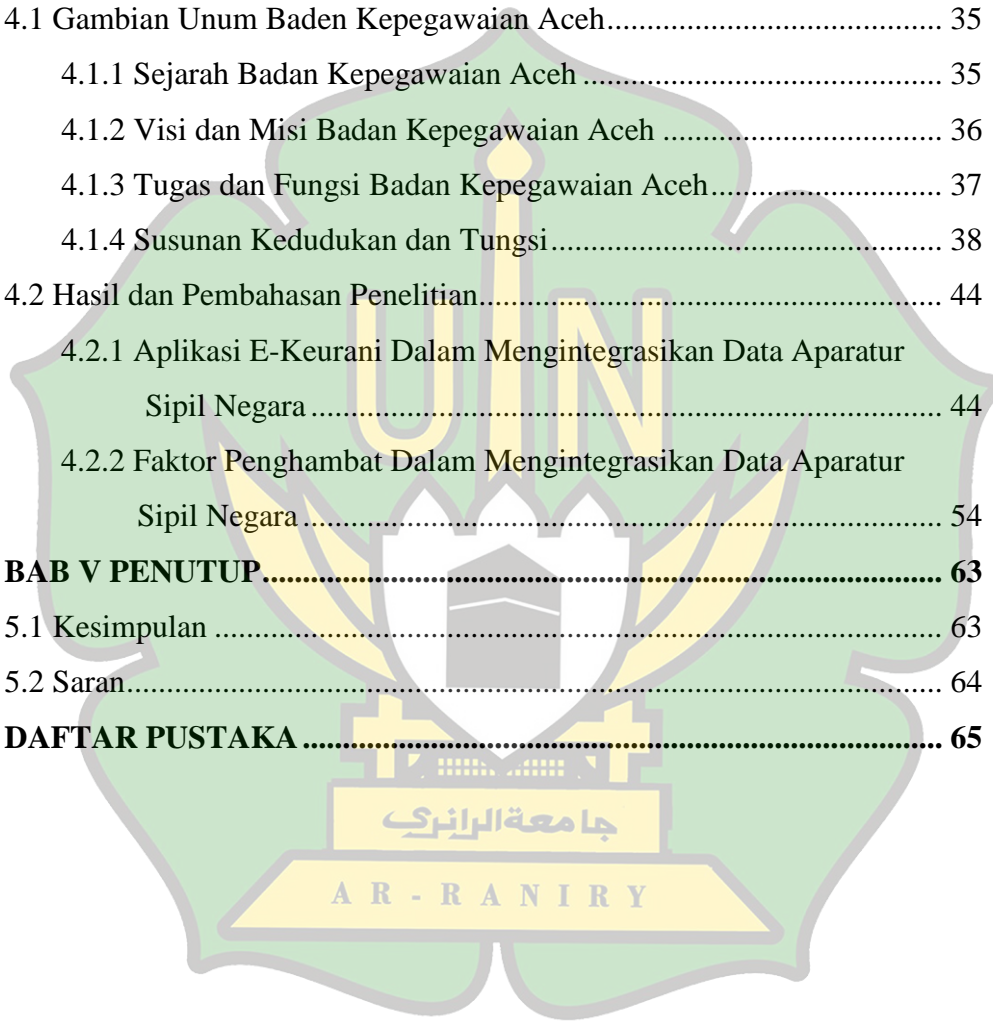 4.1 Gambian Unum Baden Kepegawaian Aceh.......................................... 35
4.1.1 Sejarah Badan Kepegawaian Aceh ............................................. 35
4.1.2 Visi dan Misi Badan Kepegawaian Aceh ................................... 36
4.1.3 Tugas dan Fungsi Badan Kepegawaian Aceh............................. 37
4.1.4 Susunan Kedudukan dan Tungsi................................................. 38
4.2 Hasil dan Pembahasan Penelitian.......................................................... 44
4.2.1 Aplikasi E-Keurani Dalam Mengintegrasikan Data Aparatur
Sipil Negara ................................................................................ 44
4.2.2 Faktor Penghambat Dalam Mengintegrasikan Data Aparatur
Sipil Negara ................................................................................. 54
BAB V PENUTUP..................................................................................... 63
5.1 Kesimpulan ........................................................................................... 63
5.2 Saran...................................................................................................... 64
DAFTAR PUSTAKA ................................................................................ 65
UIN
جامعةالرانري
AR-RANIRY